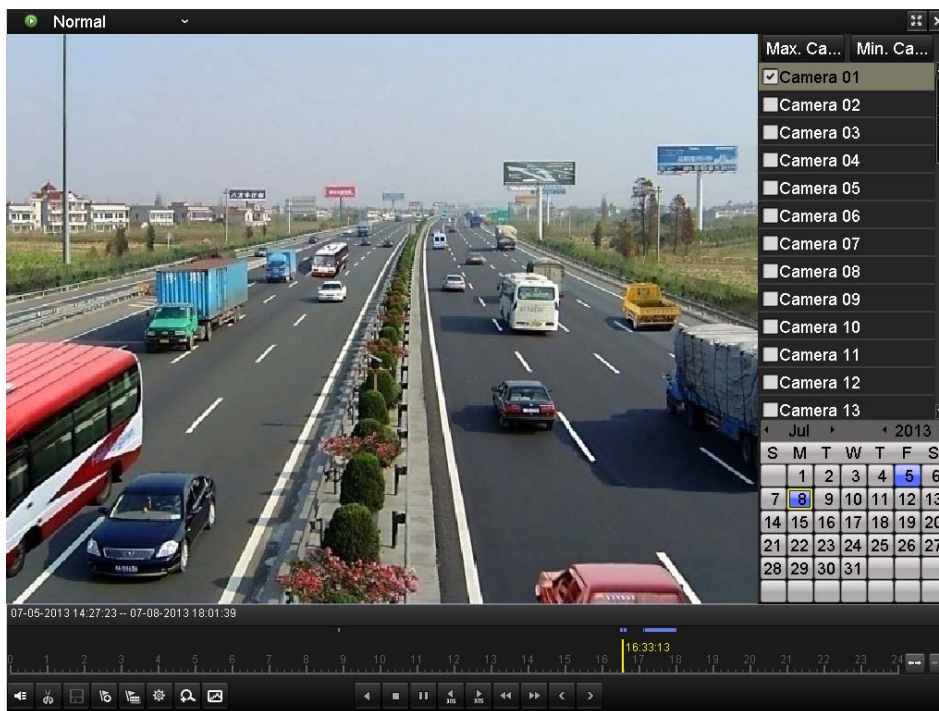 Normal
Max. Ca... Min. Ca...
Camera 01
Camera 02
Camera 03
Camera 04
Camera 05
Camera 06
Camera 07
Camera 08
Camera 09
Camera 10
Camera 11
Camera 12
Camera 13
Jul 2013
S M T W T F S
1 2 3 4 5 6
7 8 9 10 11 12 13
14 15 16 17 18 19 20
21 22 23 24 25 26 27
28 29 30 31
07-05-2013 14:27:23 -- 07-08-2013 18:01:39
16:33:13
0 1 2 3 4 5 6 7 8 9 10 11 12 13 14 15 16 17 18 19 20 21 22 23 24
30S 30S